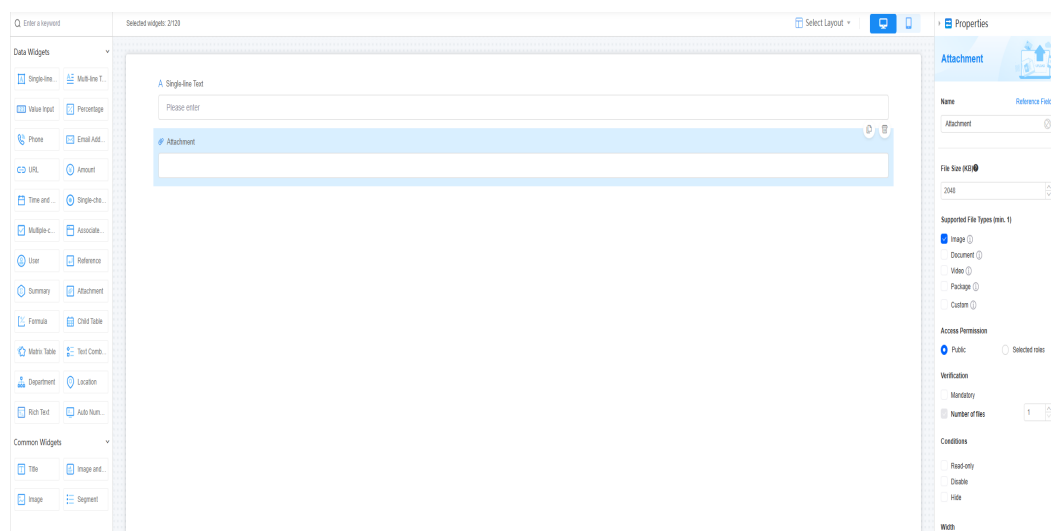 Enter a keyword
Selected widgets: 2/120
Select Layout
Properties
Data Widgets
Single-line...
Multi-line T...
Value Input
Percentage
Phone
Email Add...
URL
Amount
Time and ...
Single-cho...
Multiple-c...
Associate...
User
Reference
Summary
Attachment
Formula
Child Table
Matrix Table
Text Comb...
Department
Location
Rich Text
Auto Num...
Common Widgets
Title
Image and...
Image
Segment
A Single-line Text
Please enter
Attachment
Attachment
Name
Reference Field
Attachment
File Size (KB)
2048
Supported File Types (min. 1)
Image
Document
Video
Package
Custom
Access Permission
Public
Selected roles
Verification
Mandatory
Number of files
1
Conditions
Read-only
Disable
Hide
Width